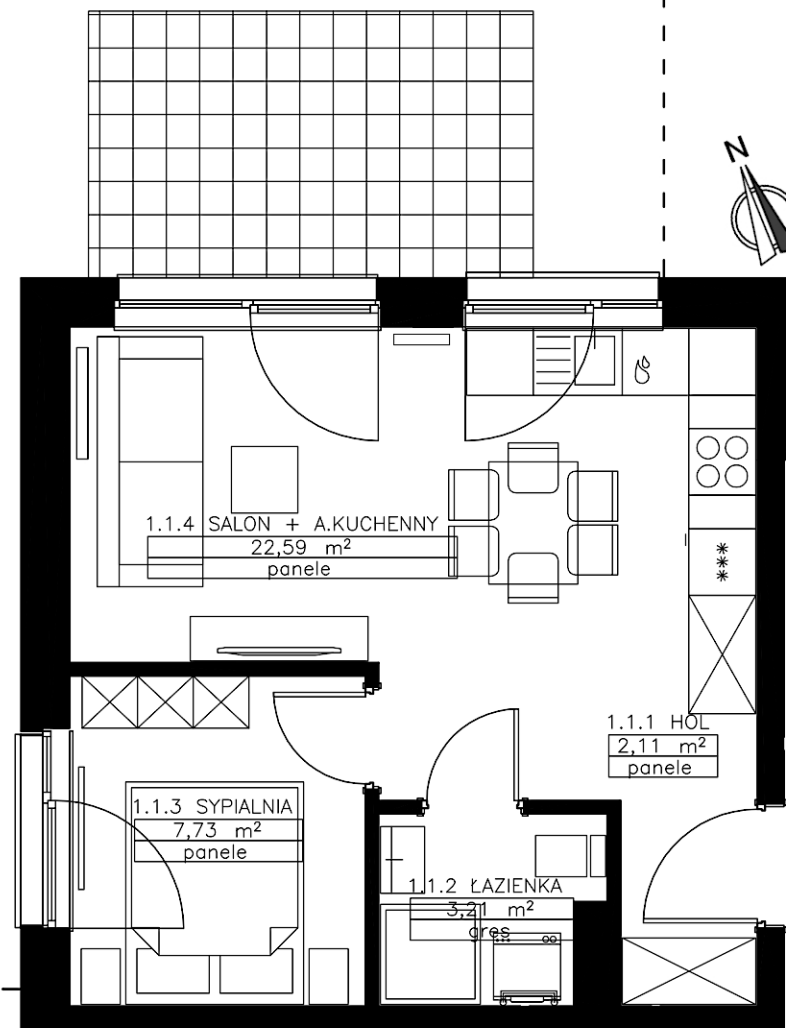 N
1.1.4 SALON + A.KUCHENNY
22,59 m²
panele
1.1.1 HOL
2,11 m²
panele
1.1.3 SYPIALNIA
7,73 m²
panele
1.1.2 ŁAZIENKA
3,21 m²
gres